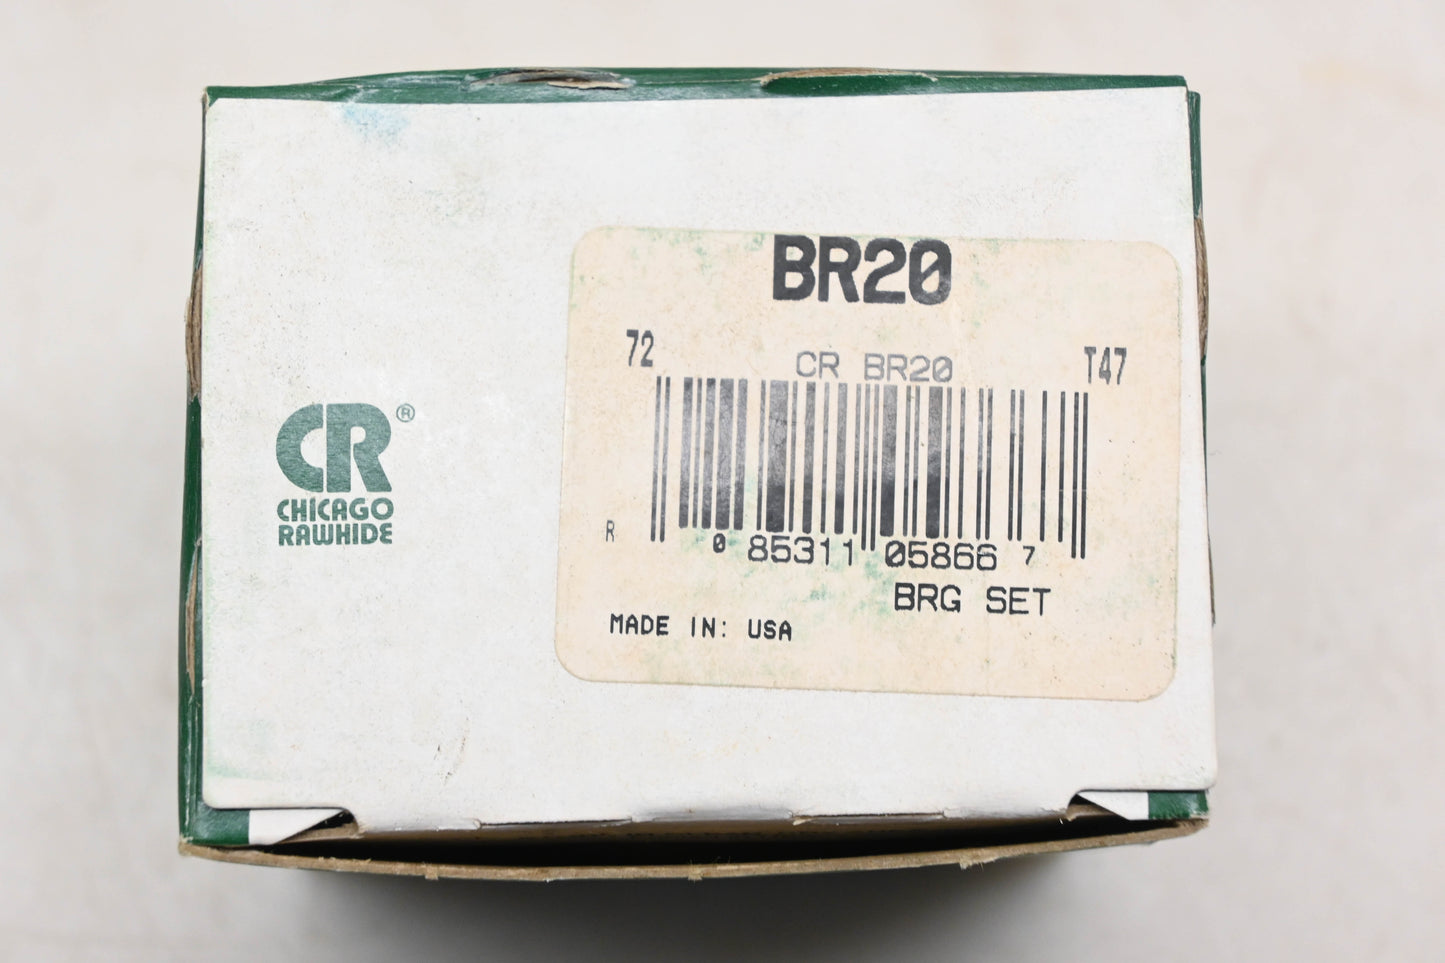 BR20
72
CR BR20
T47
CR®
CHICAGO
RAWHIDE
R
0 85311 05866 7
BRG SET
MADE IN: USA